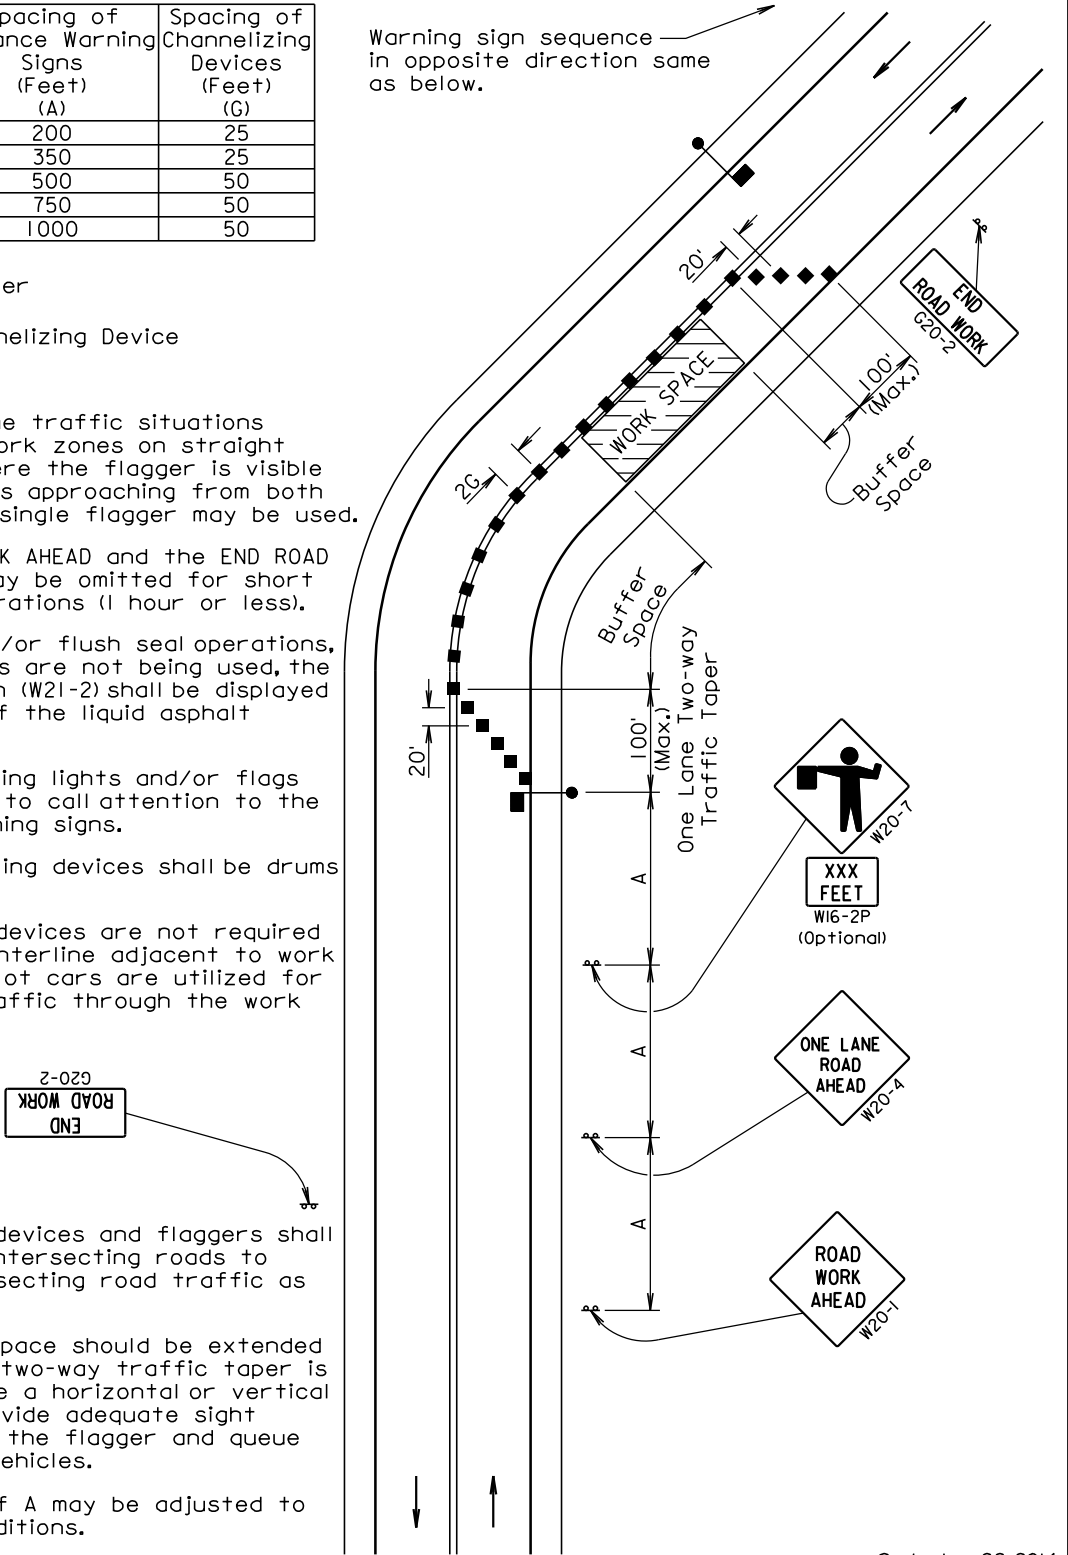 pacing of
ance Warning
Signs
(Feet)
(A)
Spacing of
Channelizing
Devices
(Feet)
(G)
200 25
350 25
500 50
750 50
1000 50
Warning sign sequence
in opposite direction same
as below.
er
nelizing Device
e traffic situations
ork zones on straight
ere the flagger is visible
s approaching from both
single flagger may be used.
K AHEAD and the END ROAD
ay be omitted for short
rations (1 hour or less).
/or flush seal operations,
s are not being used, the
n (W21-2) shall be displayed
f the liquid asphalt
ing lights and/or flags
to call attention to the
ning signs.
ing devices shall be drums
devices are not required
nterline adjacent to work
ot cars are utilized for
affic through the work
G20-2
END
ROAD WORK
devices and flaggers shall
ntersecting roads to
secting road traffic as
pace should be extended
two-way traffic taper is
e a horizontal or vertical
vide adequate sight
the flagger and queue
ehicles.
f A may be adjusted to
ditions.
20'
END
ROAD WORK
G20-2
WORK SPACE
100'
(Max.)
Buffer
Space
2G
Buffer
Space
20'
100'
(Max.)
One Lane Two-way
Traffic Taper
A
A
A
W20-7
XXX
FEET
W16-2P
(Optional)
ONE LANE
ROAD
AHEAD
W20-4
ROAD
WORK
AHEAD
W20-1